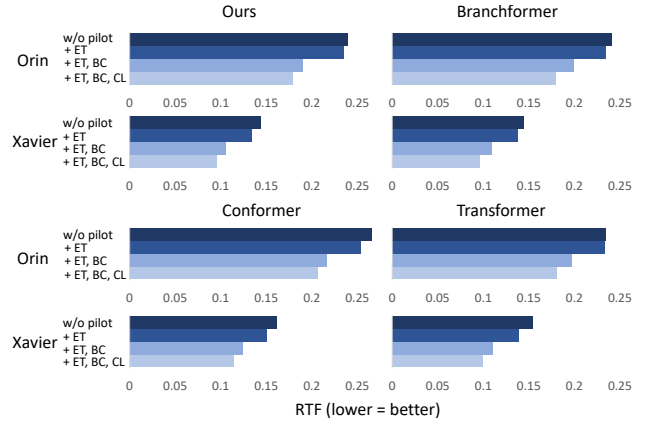 Ours Branchformer
Orin
w/o pilot
+ ET
+ ET, BC
+ ET, BC, CL
0 0.05 0.1 0.15 0.2 0.25 0 0.05 0.1 0.15 0.2 0.25
Xavier
w/o pilot
+ ET
+ ET, BC
+ ET, BC, CL
0 0.05 0.1 0.15 0.2 0.25 0 0.05 0.1 0.15 0.2 0.25
Conformer Transformer
Orin
w/o pilot
+ ET
+ ET, BC
+ ET, BC, CL
0 0.05 0.1 0.15 0.2 0.25 0 0.05 0.1 0.15 0.2 0.25
Xavier
w/o pilot
+ ET
+ ET, BC
+ ET, BC, CL
0 0.05 0.1 0.15 0.2 0.25 0 0.05 0.1 0.15 0.2 0.25
RTF (lower = better)